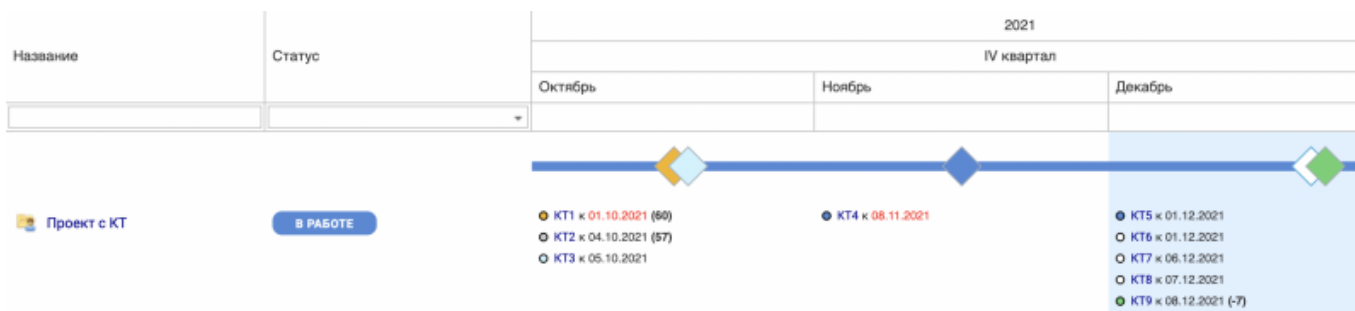 2021
Название
Статус
IV квартал
Октябрь
Ноябрь
Декабрь
Проект с КТ
В РАБОТЕ
КТ1 к 01.10.2021 (60)
КТ2 к 04.10.2021 (57)
КТ3 к 05.10.2021
КТ4 к 08.11.2021
КТ5 к 01.12.2021
КТ6 к 01.12.2021
КТ7 к 06.12.2021
КТ8 к 07.12.2021
КТ9 к 08.12.2021 (-7)